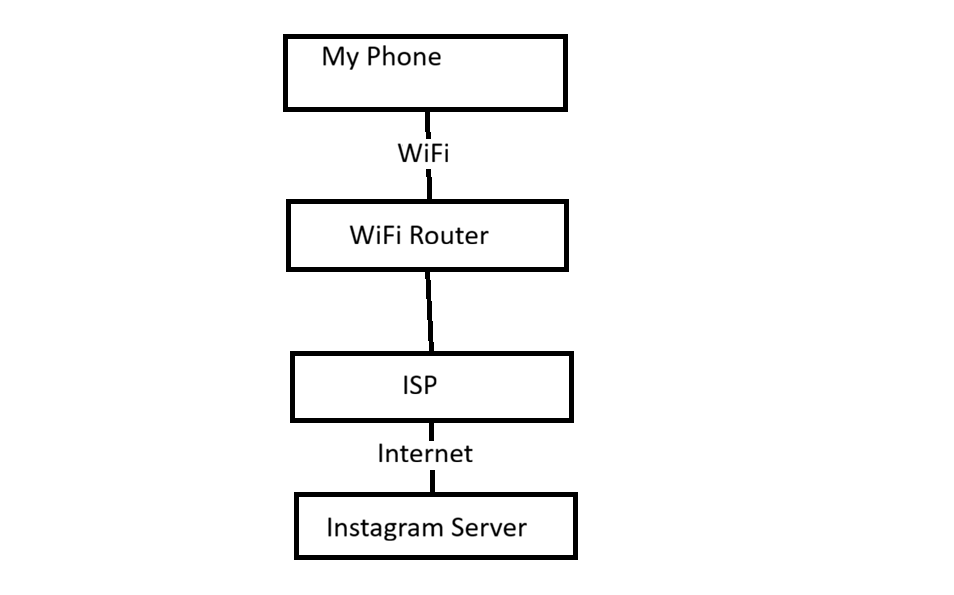 My Phone
WiFi
WiFi Router
ISP
Internet
Instagram Server